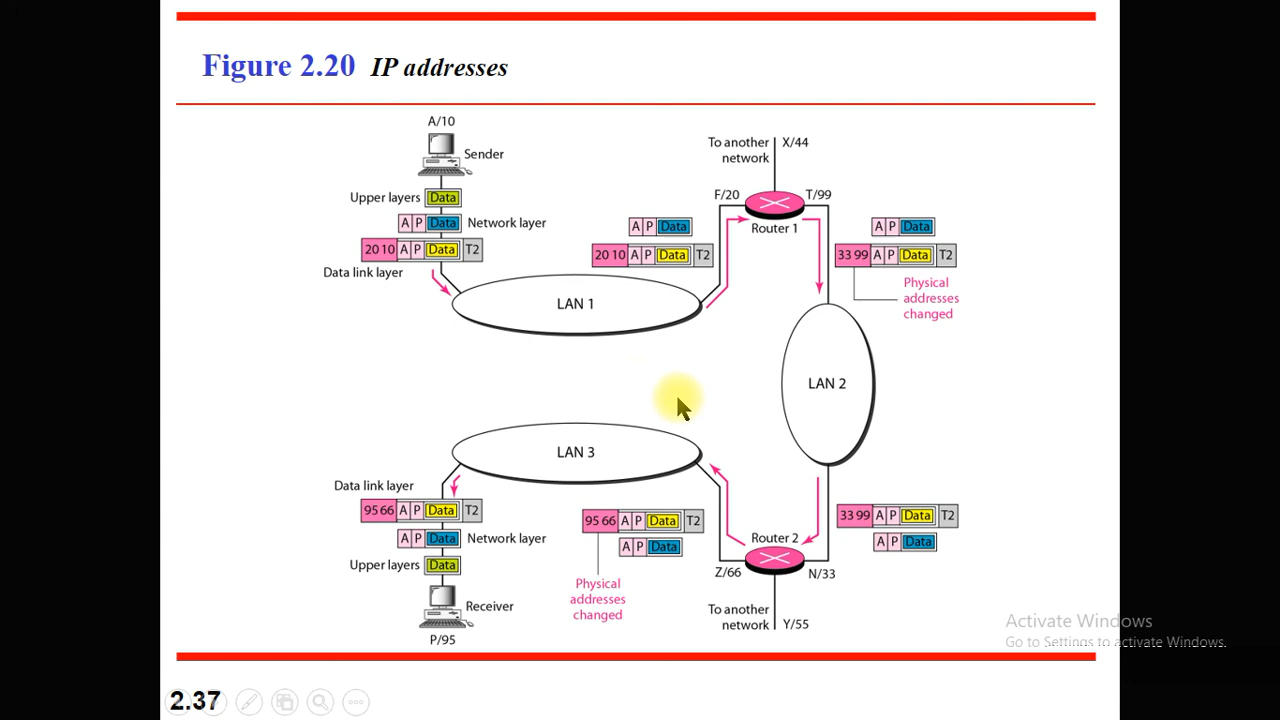 Figure 2.20 IP addresses
A/10
Sender
Upper layers Data
A P Data Network layer
20 10 A P Data T2
Data link layer
LAN 1
A P Data
20 10 A P Data T2
To another
network
X/44
F/20
T/99
Router 1
A P Data
33 99 A P Data T2
Physical
addresses
changed
LAN 2
LAN 3
Data link layer
95 66 A P Data T2
A P Data Network layer
Upper layers Data
Receiver
P/95
95 66 A P Data T2
A P Data
Physical
addresses
changed
Router 2
Z/66
N/33
To another
network
Y/55
33 99 A P Data T2
A P Data
Activate Windows
Go to Settings to activate Windows.
2.37